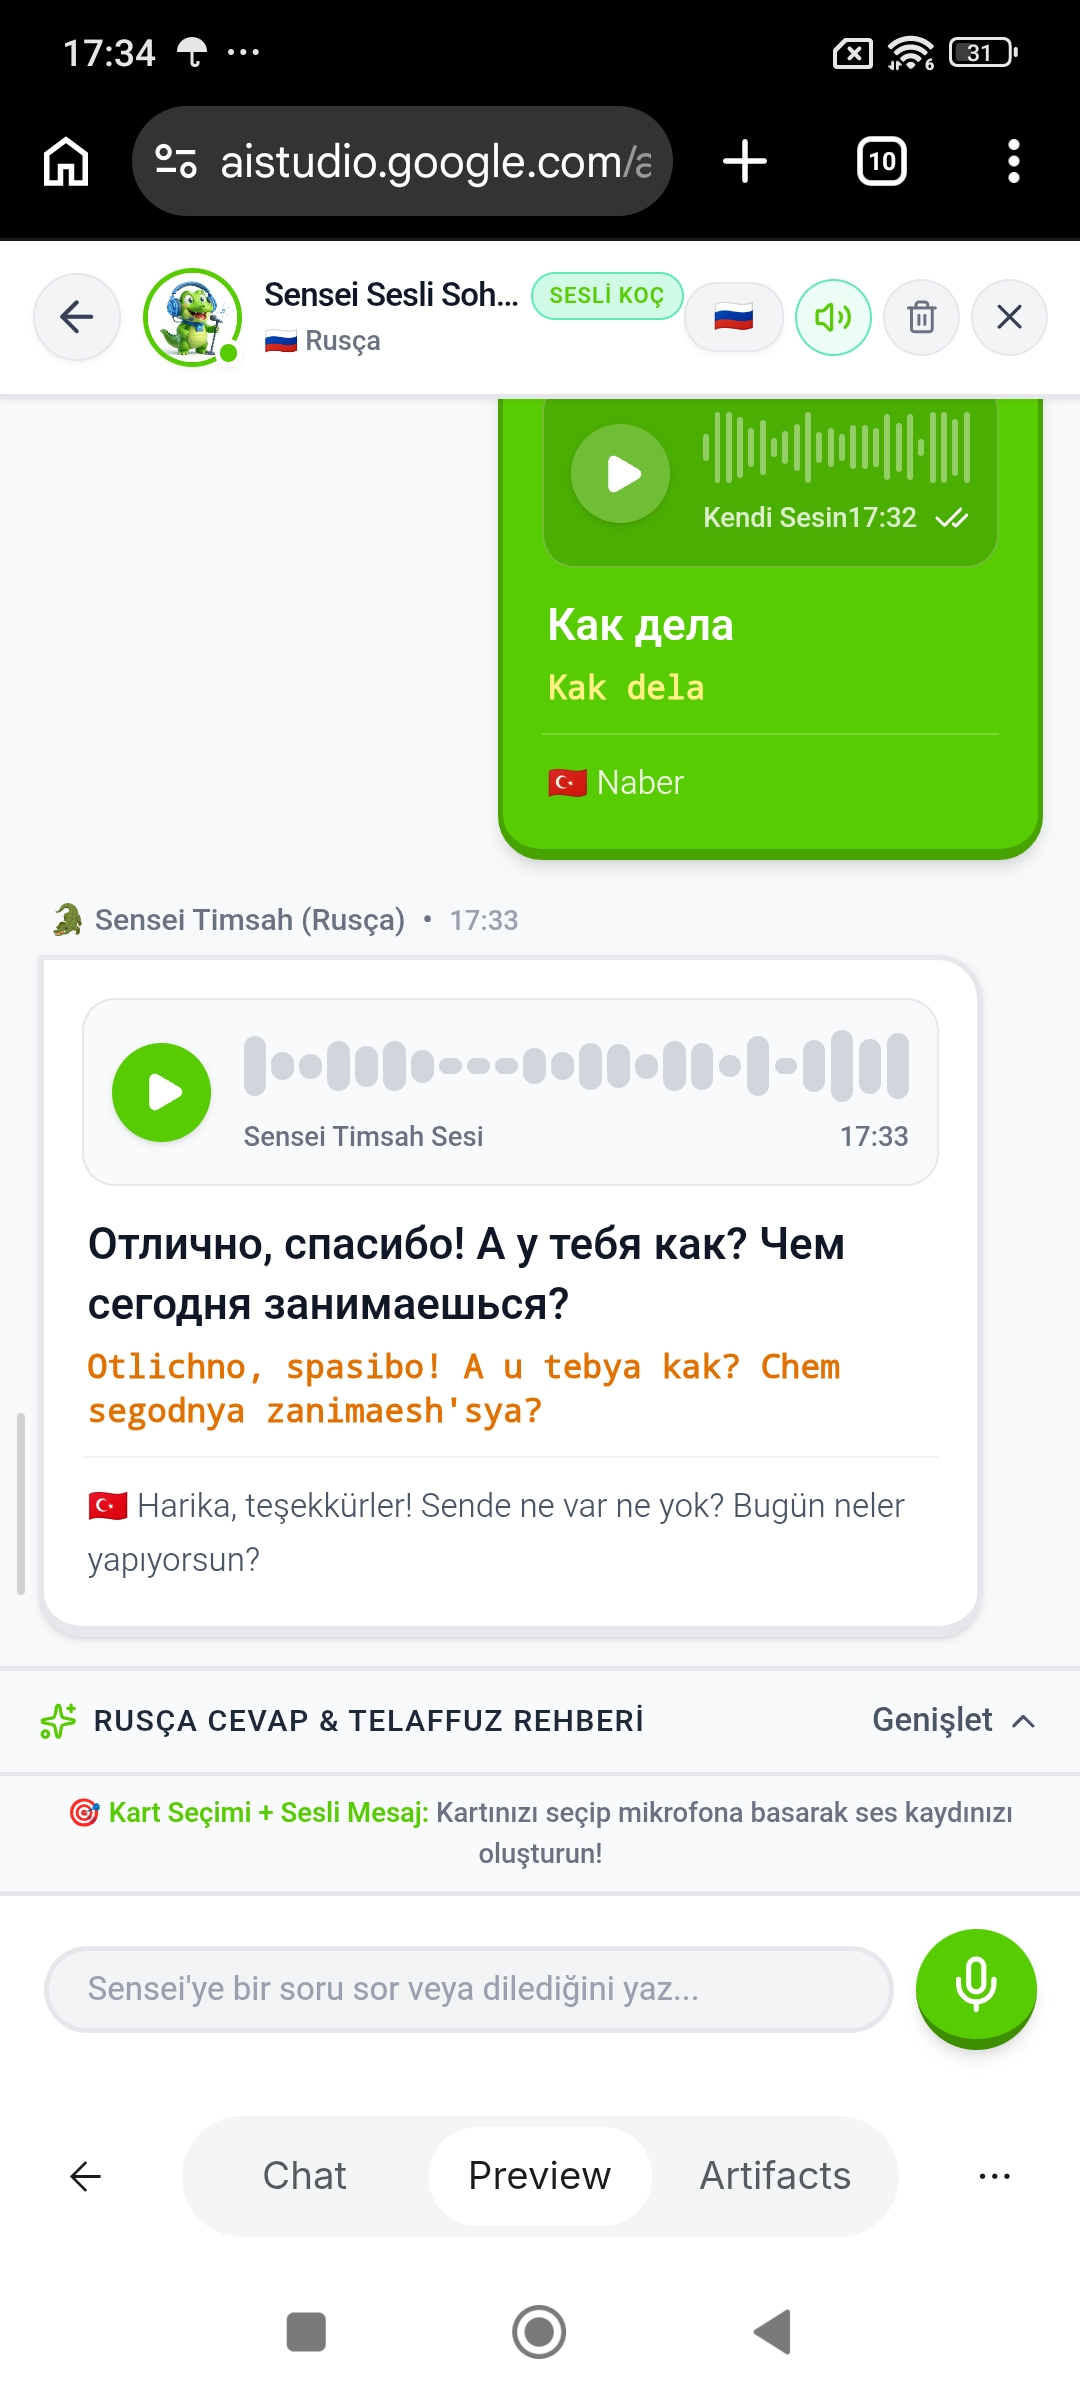 17:34
31
6
aistudio.google.com/a
10
Sensei Sesli Soh...
SESLİ KOÇ
Rusça
Kendi Sesin17:32
Как дела
Kak dela
Naber
Sensei Timsah (Rusça) • 17:33
Sensei Timsah Sesi
17:33
Отлично, спасибо! А у тебя как? Чем
сегодня занимаешься?
Otlichno, spasibo! A u tebya kak? Chem
segodnya zanimaesh'sya?
Harika, teşekkürler! Sende ne var ne yok? Bugün neler
yapıyorsun?
RUSÇA CEVAP & TELAFFUZ REHBERİ
Genişlet
Kart Seçimi + Sesli Mesaj: Kartınızı seçip mikrofona basarak ses kaydınızı
oluşturun!
Sensei'ye bir soru sor veya dilediğini yaz...
Chat
Preview
Artifacts